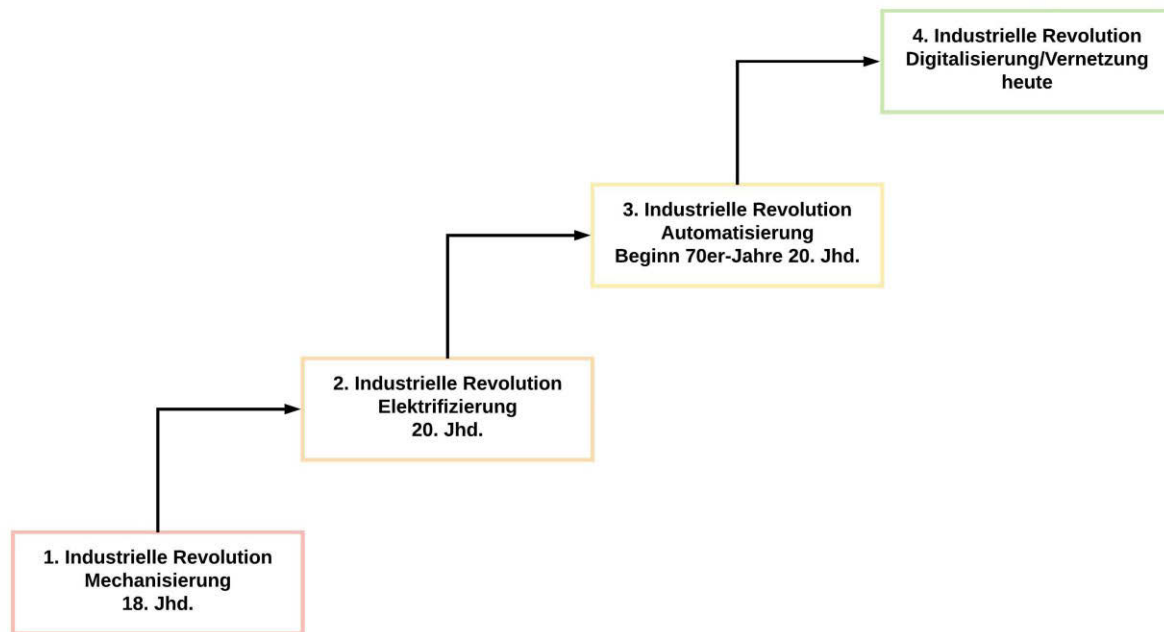 4. Industrielle Revolution
Digitalisierung/Vernetzung
heute
3. Industrielle Revolution
Automatisierung
Beginn 70er-Jahre 20. Jhd.
2. Industrielle Revolution
Elektrifizierung
20. Jhd.
1. Industrielle Revolution
Mechanisierung
18. Jhd.